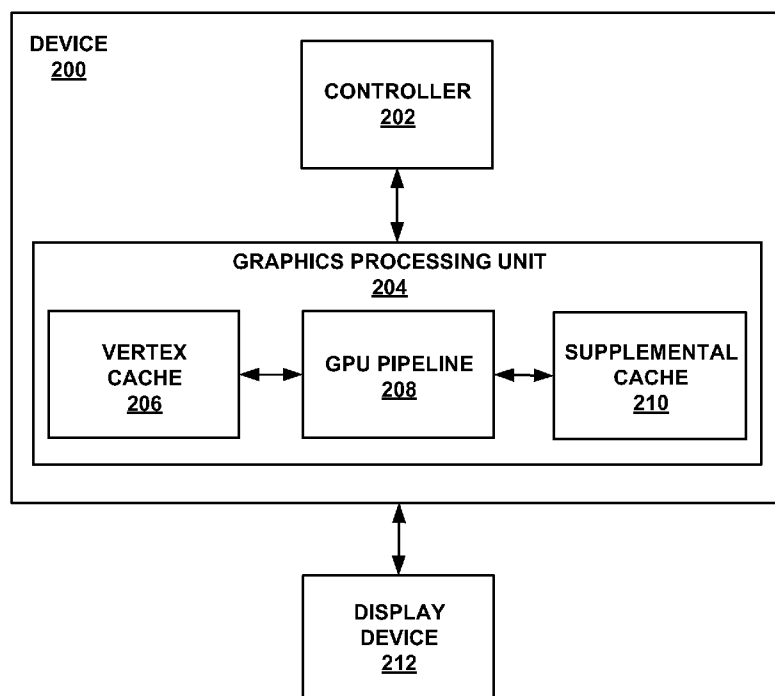 DEVICE
200
CONTROLLER
202
GRAPHICS PROCESSING UNIT
204
VERTEX
CACHE
206
GPU PIPELINE
208
SUPPLEMENTAL
CACHE
210
DISPLAY
DEVICE
212